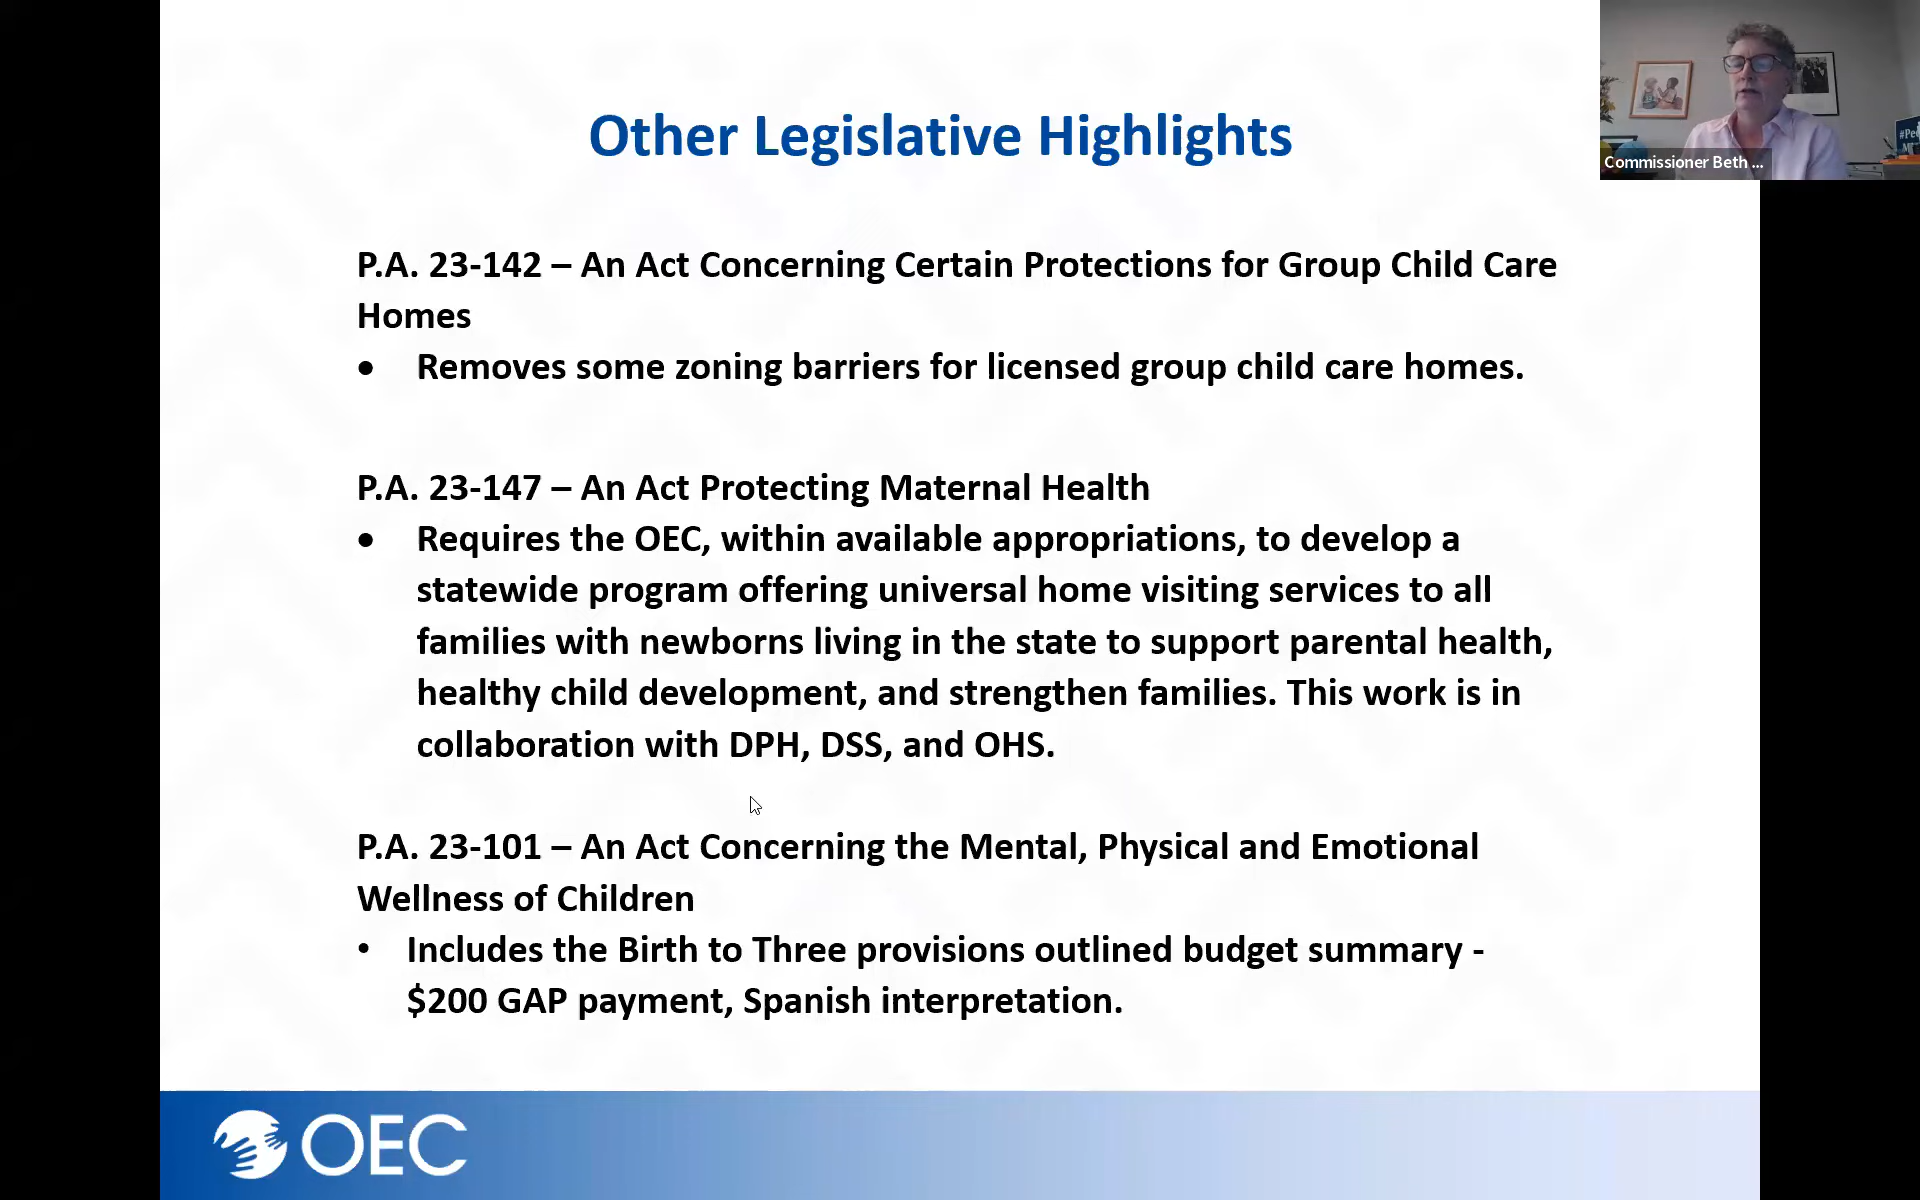 Other Legislative Highlights
P.A. 23-142 – An Act Concerning Certain Protections for Group Child Care
Homes
• Removes some zoning barriers for licensed group child care homes.
P.A. 23-147 – An Act Protecting Maternal Health
• Requires the OEC, within available appropriations, to develop a
statewide program offering universal home visiting services to all
families with newborns living in the state to support parental health,
healthy child development, and strengthen families. This work is in
collaboration with DPH, DSS, and OHS.
P.A. 23-101 – An Act Concerning the Mental, Physical and Emotional
Wellness of Children
• Includes the Birth to Three provisions outlined budget summary -
$200 GAP payment, Spanish interpretation.
OEC
Commissioner Beth ...